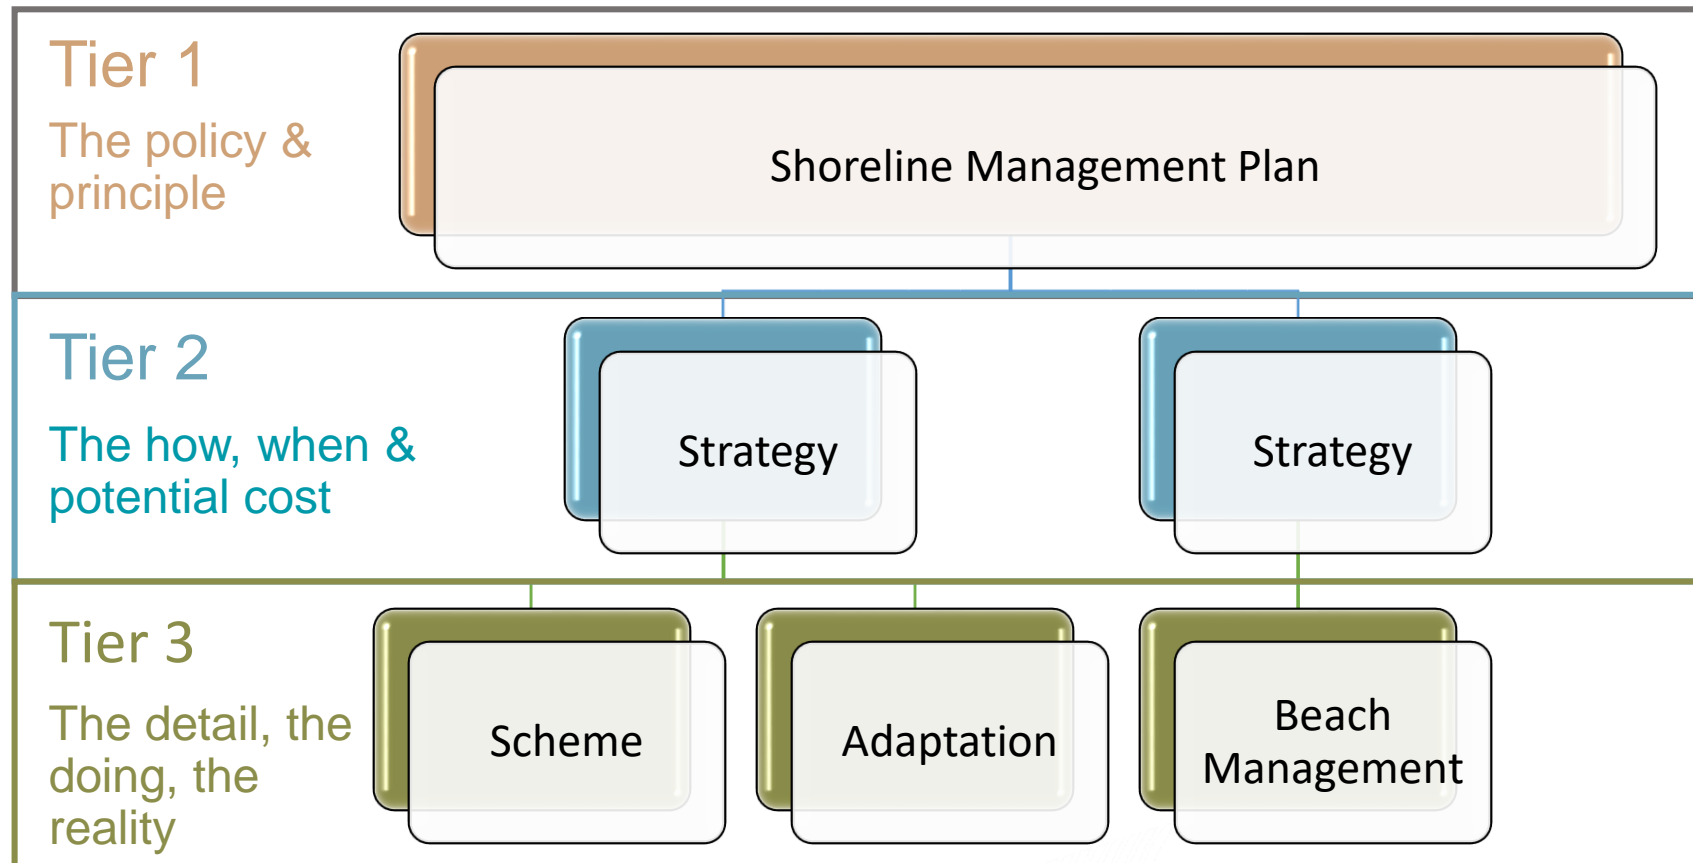 Tier 1
The policy &
principle
Shoreline Management Plan
Tier 2
The how, when &
potential cost
Strategy
Strategy
Tier 3
The detail, the
doing, the
reality
Scheme
Adaptation
Beach
Management